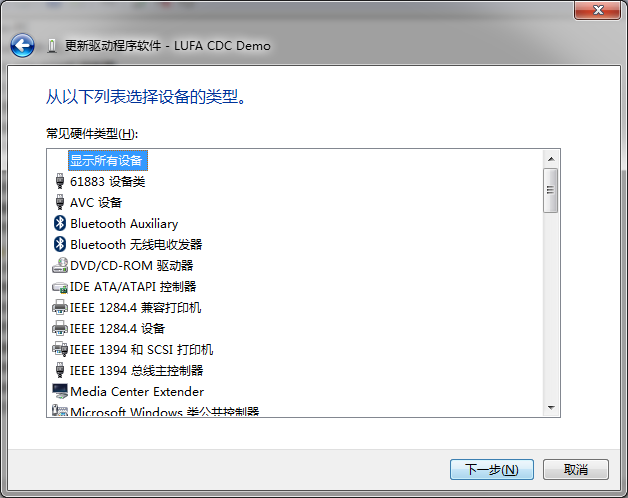 更新驱动程序软件 - LUFA CDC Demo
从以下列表选择设备的类型。
常见硬件类型(H):
显示所有设备
61883 设备类
AVC 设备
Bluetooth Auxiliary
Bluetooth 无线电收发器
DVD/CD-ROM 驱动器
IDE ATA/ATAPI 控制器
IEEE 1284.4 兼容打印机
IEEE 1284.4 设备
IEEE 1394 和 SCSI 打印机
IEEE 1394 总线主控制器
Media Center Extender
Microsoft Windows 类公共控制器
下一步(N)
取消